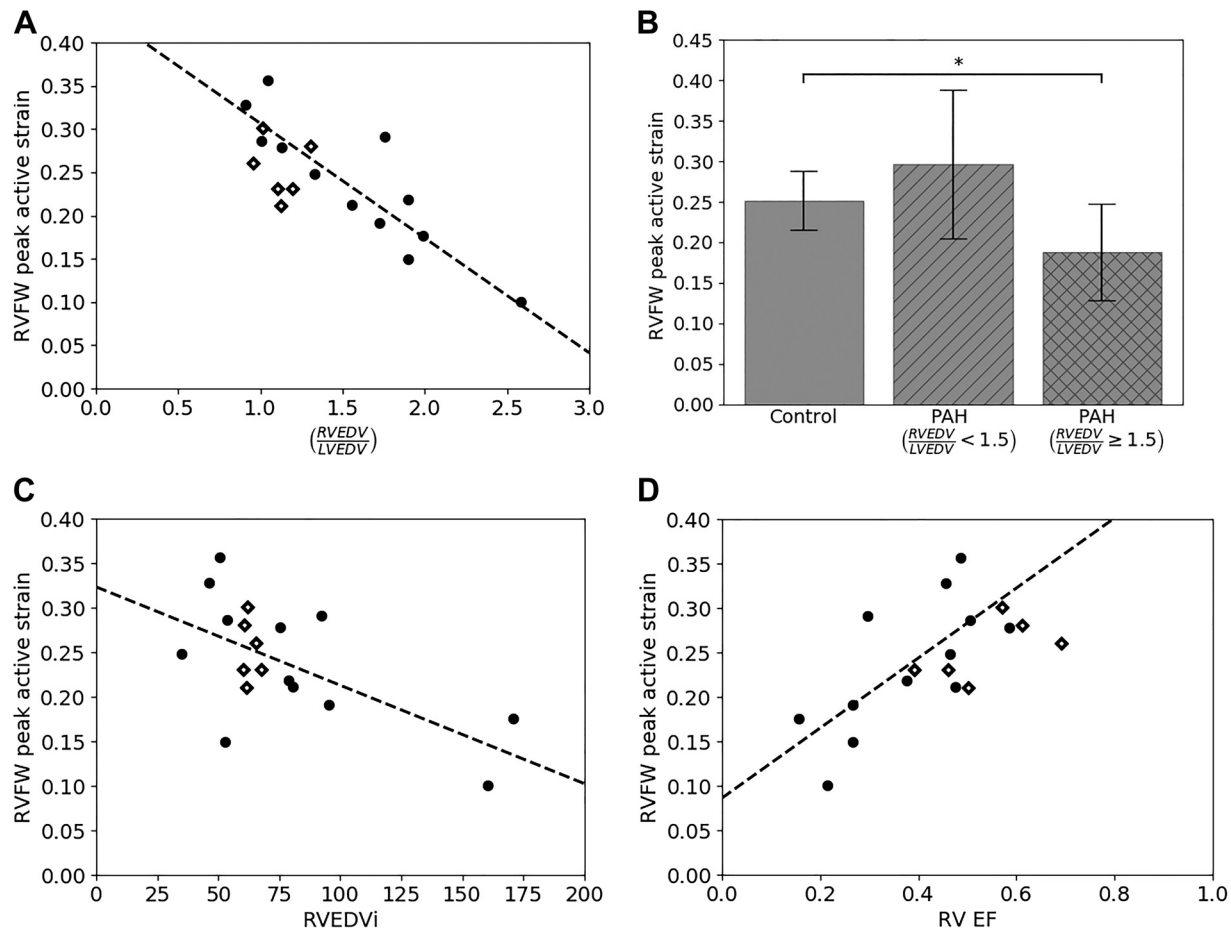 A
RVFW peak active strain
0.40
0.35
0.30
0.25
0.20
0.15
0.10
0.05
0.00
0.0 0.5 1.0 1.5 2.0 2.5 3.0
(RVEDV/LVEDV)
B
RVFW peak active strain
0.45
0.40
0.35
0.30
0.25
0.20
0.15
0.10
0.05
0.00
*
Control PAH PAH
(RVEDV/LVEDV < 1.5) (RVEDV/LVEDV ≥ 1.5)
C
RVFW peak active strain
0.40
0.35
0.30
0.25
0.20
0.15
0.10
0.05
0.00
0 25 50 75 100 125 150 175 200
RVEDVi
D
RVFW peak active strain
0.40
0.35
0.30
0.25
0.20
0.15
0.10
0.05
0.00
0.0 0.2 0.4 0.6 0.8 1.0
RV EF